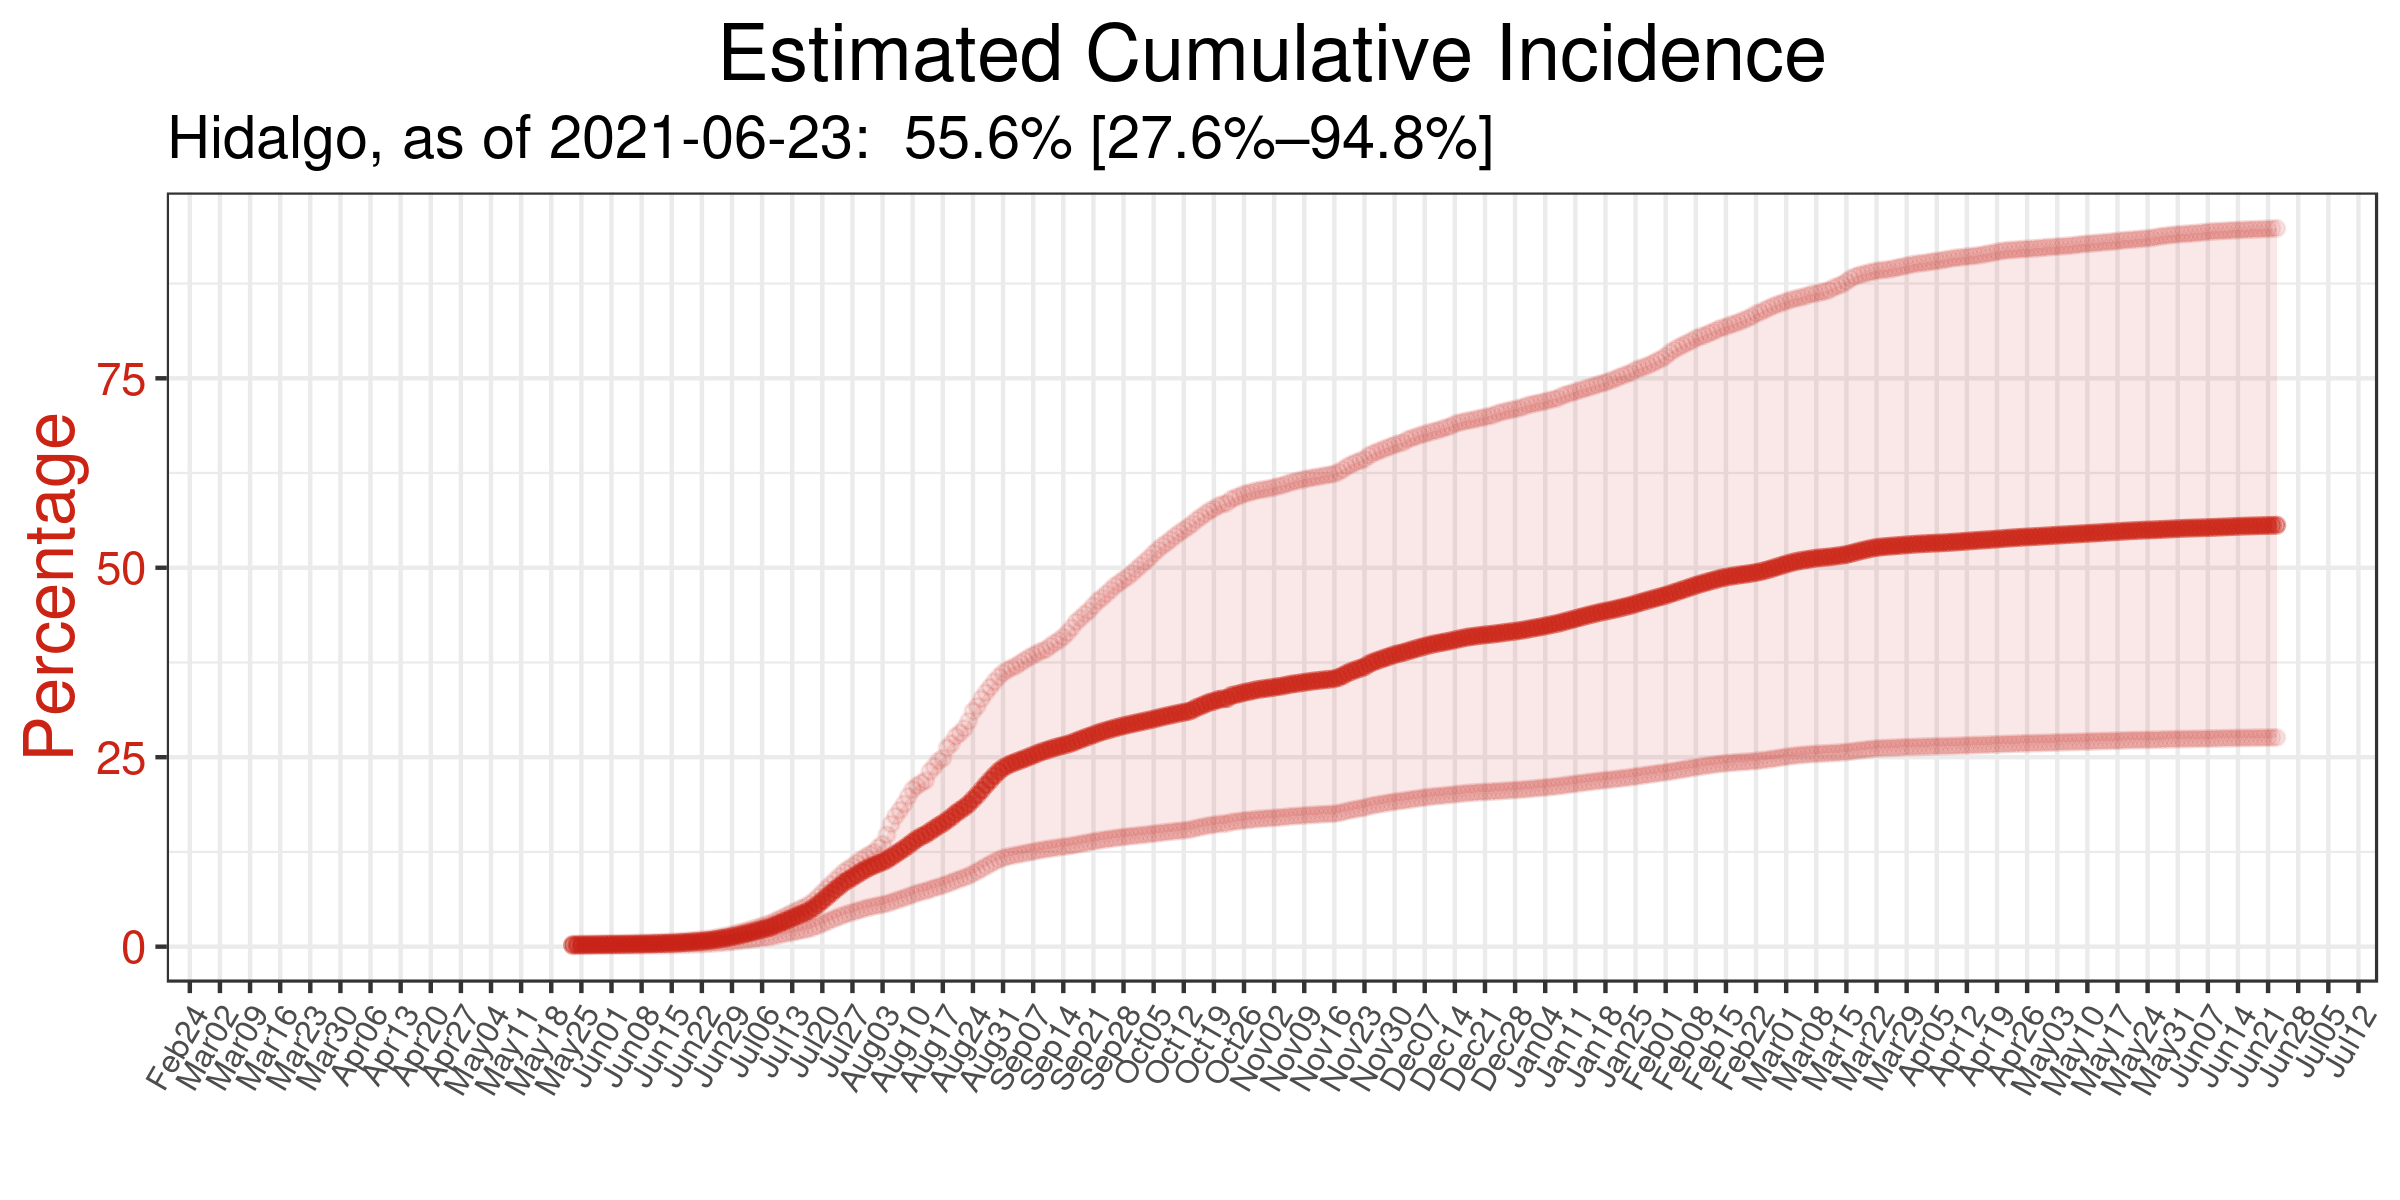 Estimated Cumulative Incidence
Hidalgo, as of 2021-06-23:  55.6% [27.6%–94.8%]
Percentage
75
50
25
0
Feb24
Mar02
Mar09
Mar16
Mar23
Mar30
Apr06
Apr13
Apr20
Apr27
May04
May11
May18
May25
Jun01
Jun08
Jun15
Jun22
Jun29
Jul06
Jul13
Jul20
Jul27
Aug03
Aug10
Aug17
Aug24
Aug31
Sep07
Sep14
Sep21
Sep28
Oct05
Oct12
Oct19
Oct26
Nov02
Nov09
Nov16
Nov23
Nov30
Dec07
Dec14
Dec21
Dec28
Jan04
Jan11
Jan18
Jan25
Feb01
Feb08
Feb15
Feb22
Mar01
Mar08
Mar15
Mar22
Mar29
Apr05
Apr12
Apr19
Apr26
May03
May10
May17
May24
May31
Jun07
Jun14
Jun21
Jun28
Jul05
Jul12